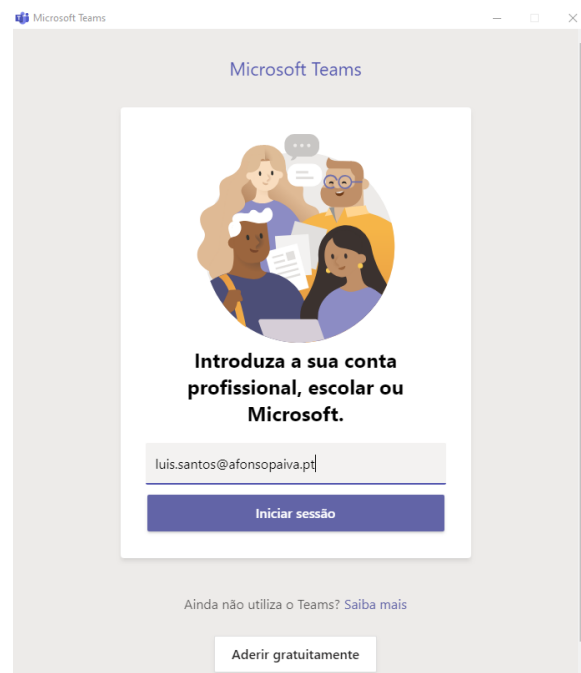 Microsoft Teams
Microsoft Teams
Introduza a sua conta
profissional, escolar ou
Microsoft.
luis.santos@afonsopaiva.pt
Iniciar sessão
Ainda não utiliza o Teams? Saiba mais
Aderir gratuitamente